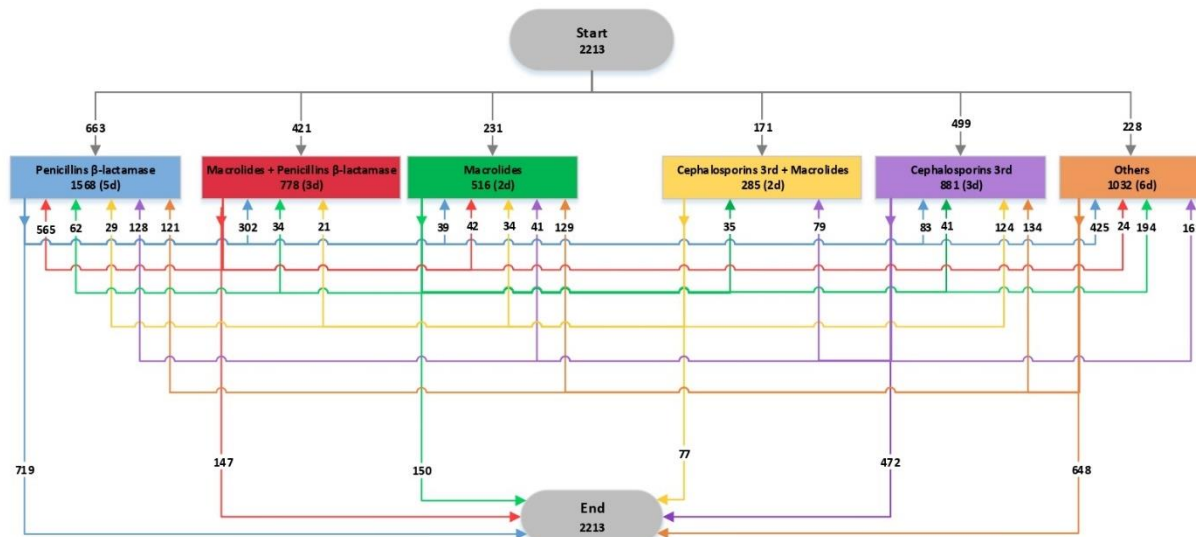 Start
2213
663
421
231
171
499
228
Penicillins β-lactamase
1568 (5d)
Macrolides + Penicillins β-lactamase
778 (3d)
Macrolides
516 (2d)
Cephalosporins 3rd + Macrolides
285 (2d)
Cephalosporins 3rd
881 (3d)
Others
1032 (6d)
565 62 29 128 121 302 34 21 39 42 34 41 129 35 79 83 41 124 134 425 24 194 16
719
147
150
77
472
648
End
2213